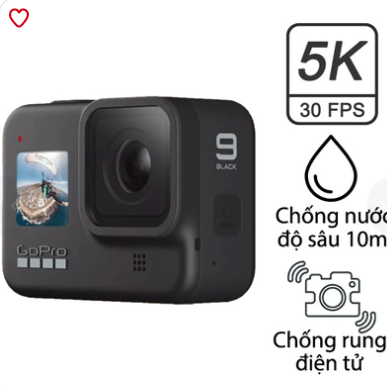 5K
30 FPS
9
BLACK
GoPro
Chống nước
độ sâu 10m
Chống rung
điện tử